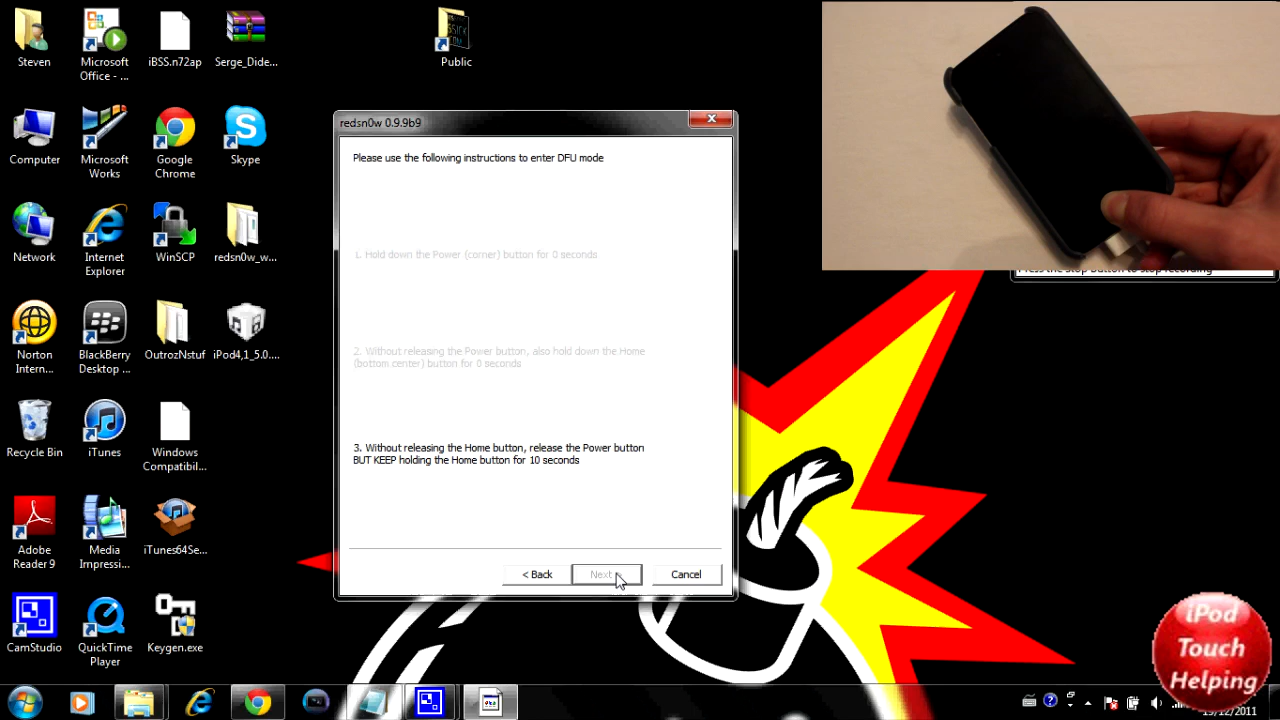 Steven
Microsoft
Office - ...
iBSS.n72ap
Serge_Dide...
Public
Computer
Microsoft
Works
Google
Chrome
Skype
Network
Internet
Explorer
WinSCP
redsn0w_w...
Norton
Intern...
BlackBerry
Desktop ...
OutrozNstuf
iPod4,1_5.0....
Recycle Bin
iTunes
Windows
Compatibil...
Adobe
Reader 9
Media
Impressi...
iTunes64Se...
CamStudio
QuickTime
Player
Keygen.exe
redsn0w 0.9.9b9
Please use the following instructions to enter DFU mode
1. Hold down the Power (corner) button for 0 seconds
2. Without releasing the Power button, also hold down the Home
(bottom center) button for 0 seconds
3. Without releasing the Home button, release the Power button
BUT KEEP holding the Home button for 10 seconds
< Back
Next
Cancel
Press the Stop Button to stop recording
iPod
Touch
Helping
15/12/2011